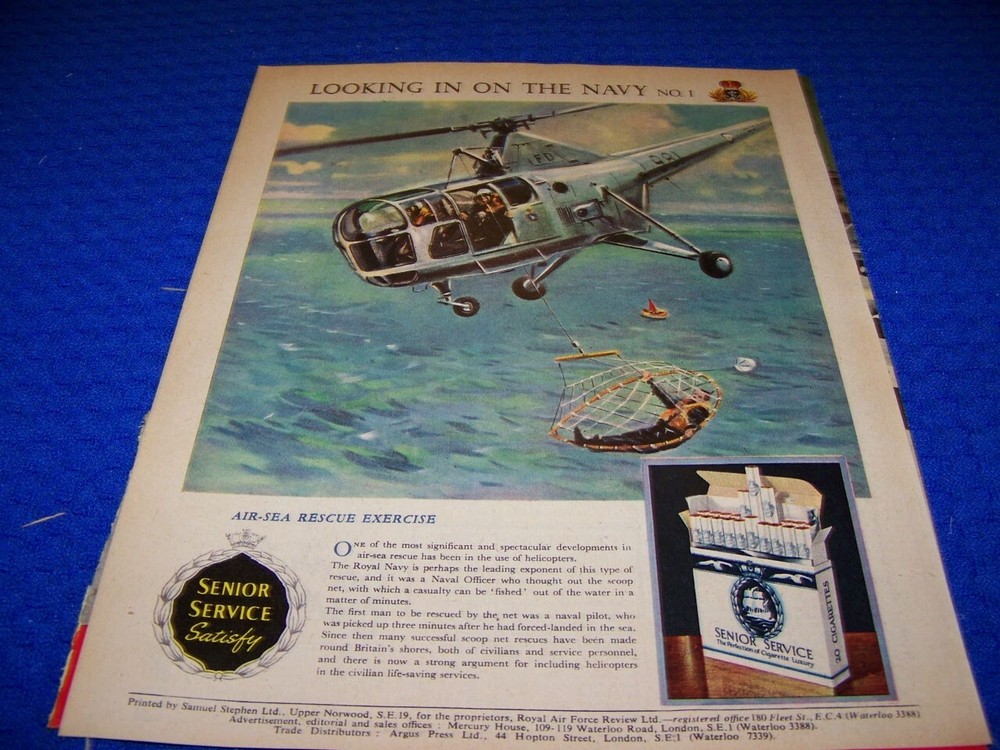 LOOKING IN ON THE NAVY NO. 1
AIR-SEA RESCUE EXERCISE
ONE of the most significant and spectacular developments in
air-sea rescue has been in the use of helicopters.
The Royal Navy is perhaps the leading exponent of this type of
rescue, and it was a Naval Officer who thought out the scoop
net, with which a casualty can be 'fished' out of the water in a
matter of minutes.
The first man to be rescued by the net was a naval pilot, who
was picked up three minutes after he had forced-landed in the sea.
Since then many successful scoop net rescues have been made
round Britain's shores, both of civilians and service personnel,
and there is now a strong argument for including helicopters
in the civilian life-saving services.
SENIOR
SERVICE
Satisfy
SENIOR SERVICE
The Perfection of Cigarette Luxury
20 CIGARETTES
Printed by Samuel Stephen Ltd., Upper Norwood, S.E.19, for the proprietors, Royal Air Force Review Ltd.—registered office 180 Fleet St., E.C.4 (Waterloo 3388)
Advertisement, editorial and sales offices : Mercury House, 109-119 Waterloo Road, London, S.E.1 (Waterloo 3388).
Trade Distributors : Argus Press Ltd., 44 Hopton Street, London, S.E.1 (Waterloo 7339).